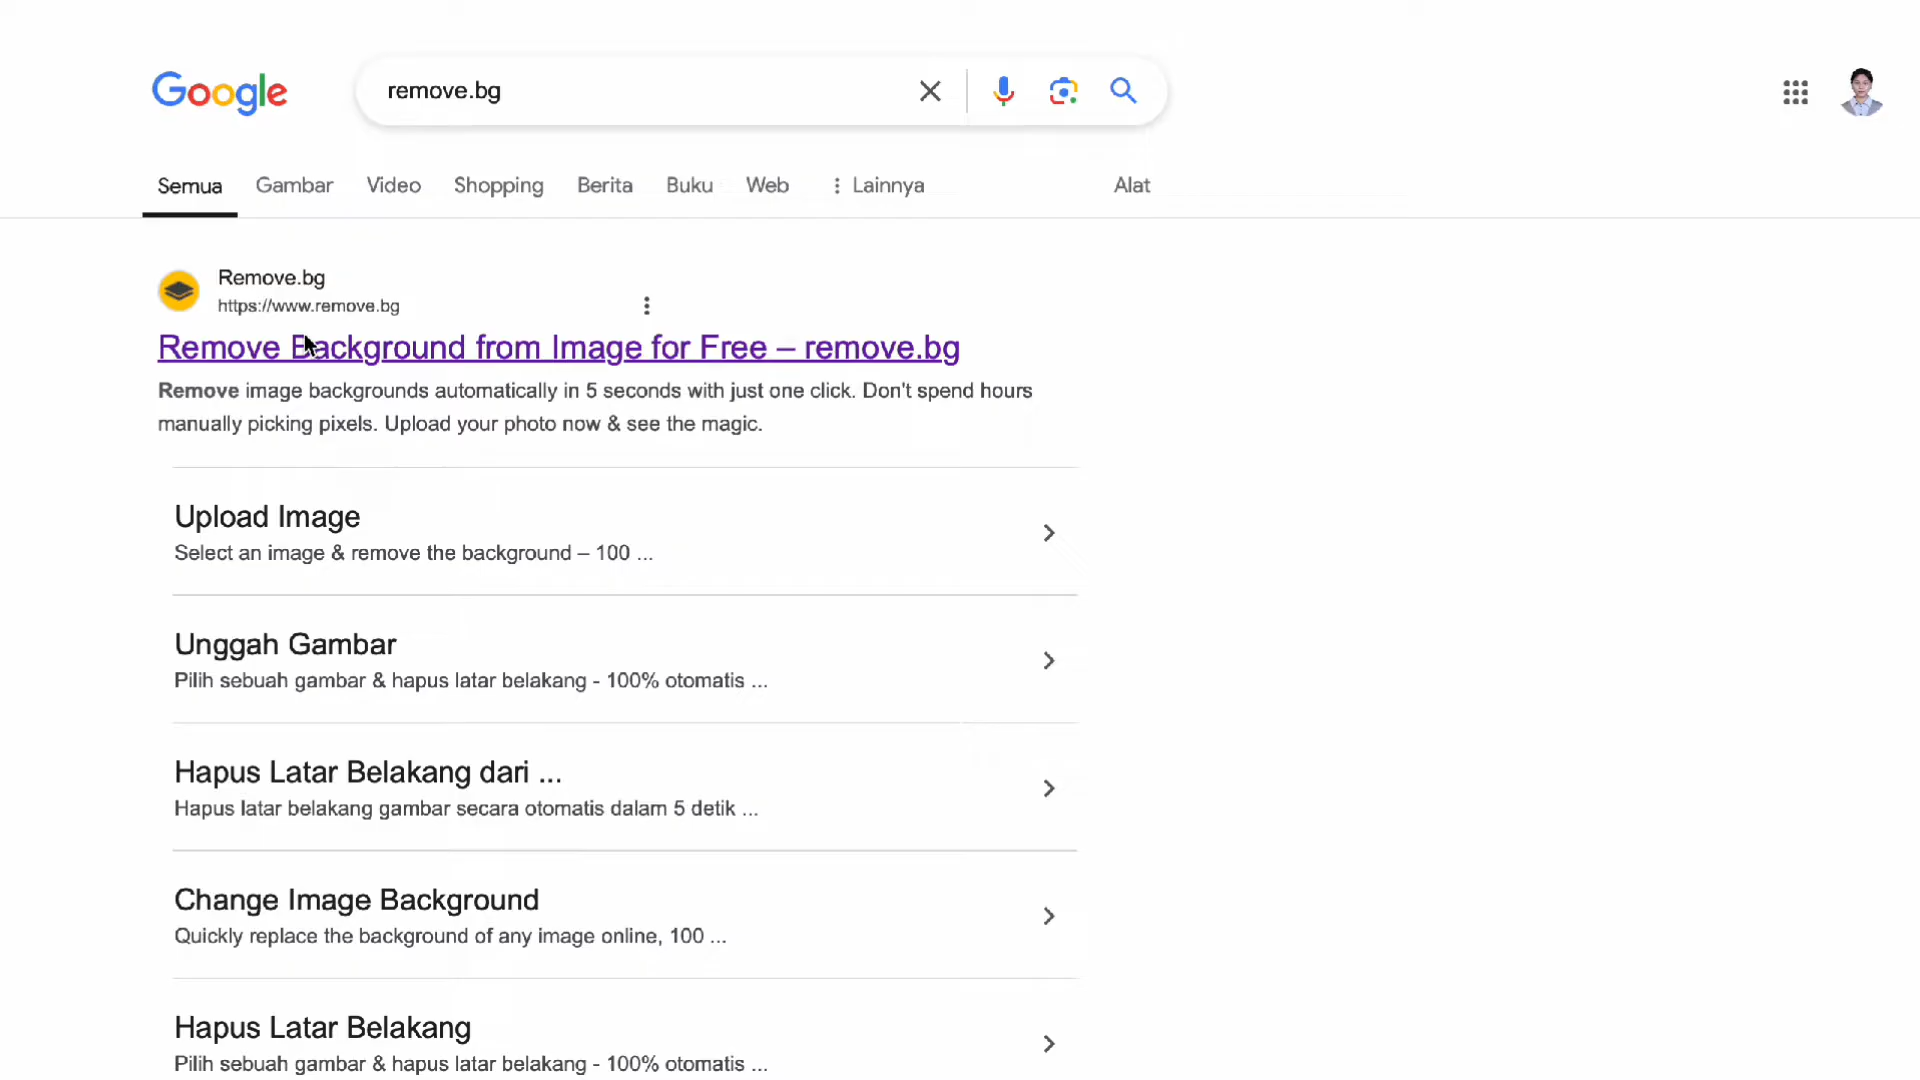 Google
remove.bg
Semua Gambar Video Shopping Berita Buku Web Lainnya Alat
Remove.bg
https://www.remove.bg
Remove Background from Image for Free – remove.bg
Remove image backgrounds automatically in 5 seconds with just one click. Don't spend hours
manually picking pixels. Upload your photo now & see the magic.
Upload Image
Select an image & remove the background – 100 ...
Unggah Gambar
Pilih sebuah gambar & hapus latar belakang - 100% otomatis ...
Hapus Latar Belakang dari ...
Hapus latar belakang gambar secara otomatis dalam 5 detik ...
Change Image Background
Quickly replace the background of any image online, 100 ...
Hapus Latar Belakang
Pilih sebuah gambar & hapus latar belakang - 100% otomatis ...